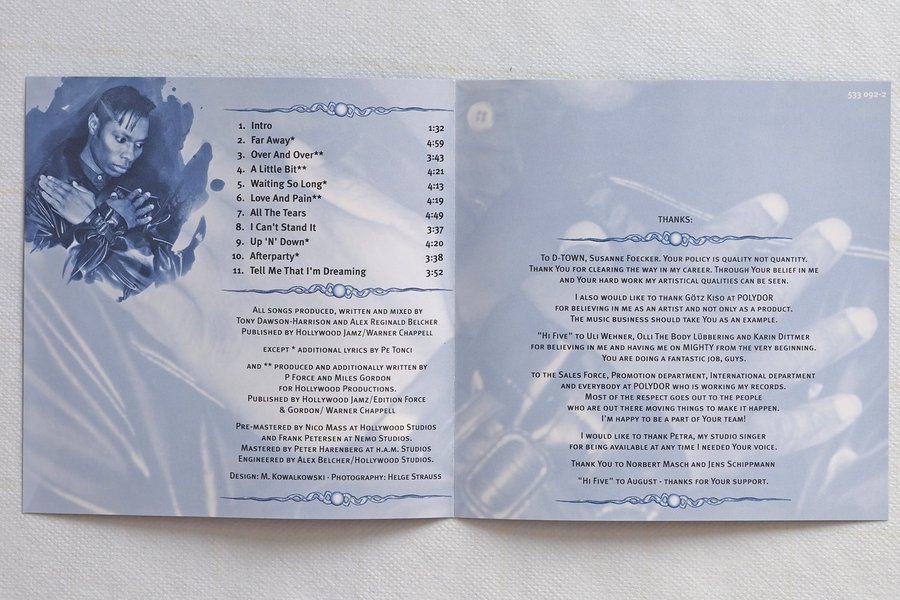 1. Intro 1:32
2. Far Away* 4:59
3. Over And Over** 3:43
4. A Little Bit** 4:21
5. Waiting So Long* 4:13
6. Love And Pain** 4:19
7. All The Tears 4:49
8. I Can't Stand It 3:37
9. Up 'N' Down* 4:20
10. Afterparty* 3:38
11. Tell Me That I'm Dreaming 3:52
All songs produced, written and mixed by
Tony Dawson-Harrison and Alex Reginald Belcher
Published by Hollywood Jamz/Warner Chappell
except * additional lyrics by Pe Tonci
and ** produced and additionally written by
P Force and Miles Gordon
for Hollywood Productions.
Published by Hollywood Jamz/Edition Force
& Gordon/ Warner Chappell
Pre-mastered by Nico Mass at Hollywood Studios
and Frank Petersen at Nemo Studios.
Mastered by Peter Harenberg at h.a.m. Studios
Engineered by Alex Belcher/Hollywood Studios.
Design: M. Kowalkowski · Photography: Helge Strauss
533 092-2
THANKS:
To D-TOWN, Susanne Foecker. Your policy is quality not quantity.
Thank You for clearing the way in my career. Through Your belief in me
and Your hard work my artistical qualities can be seen.
I also would like to thank Götz Kiso at POLYDOR
for believing in me as an artist and not only as a product.
The music business should take You as an example.
"Hi Five" to Uli Wehner, Olli The Body Lübbering and Karin Dittmer
for believing in me and having me on MIGHTY from the very beginning.
You are doing a fantastic job, guys.
to the Sales Force, Promotion department, International department
and everybody at POLYDOR who is working my records.
Most of the respect goes out to the people
who are out there moving things to make it happen.
I'm happy to be a part of Your team!
I would like to thank Petra, my studio singer
for being available at any time I needed Your voice.
Thank You to Norbert Masch and Jens Schippmann
"Hi Five" to August - thanks for Your support.